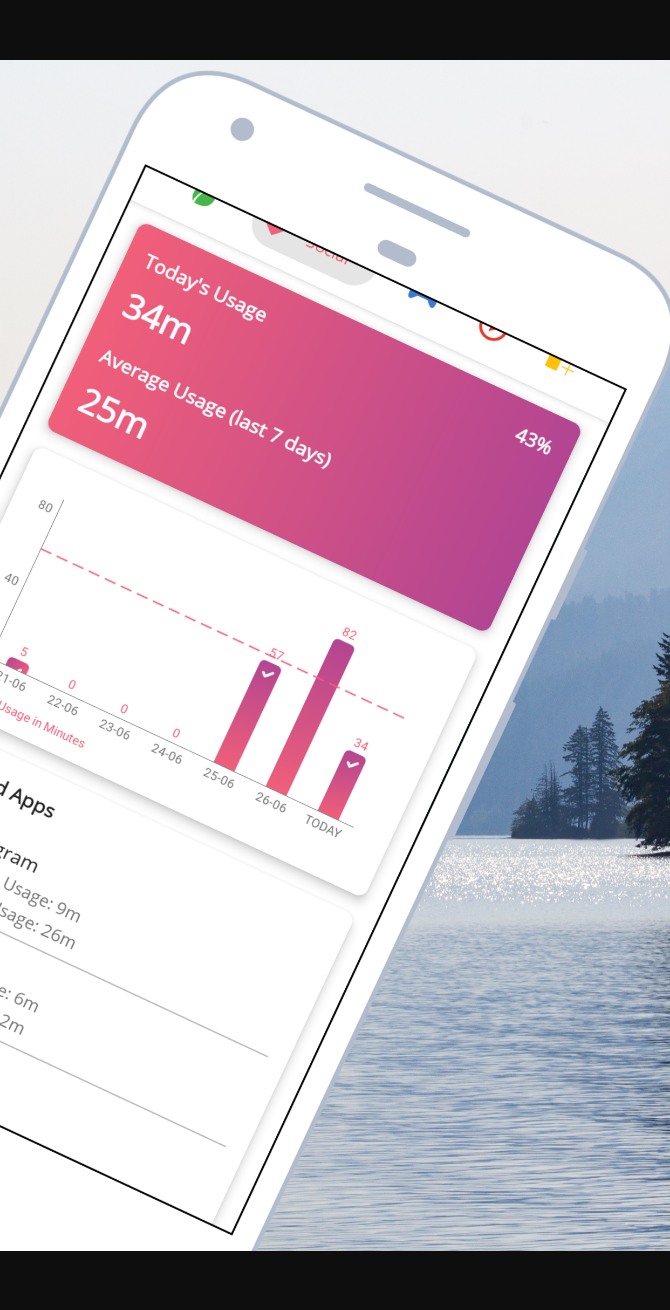 Social
Today's Usage
34m
43%
Average Usage (last 7 days)
25m
80
40
82
57
34
5
0
0
0
21-06
22-06
23-06
24-06
25-06
26-06
TODAY
Usage in Minutes
d Apps
gram
Usage: 9m
sage: 26m
e: 6m
2m